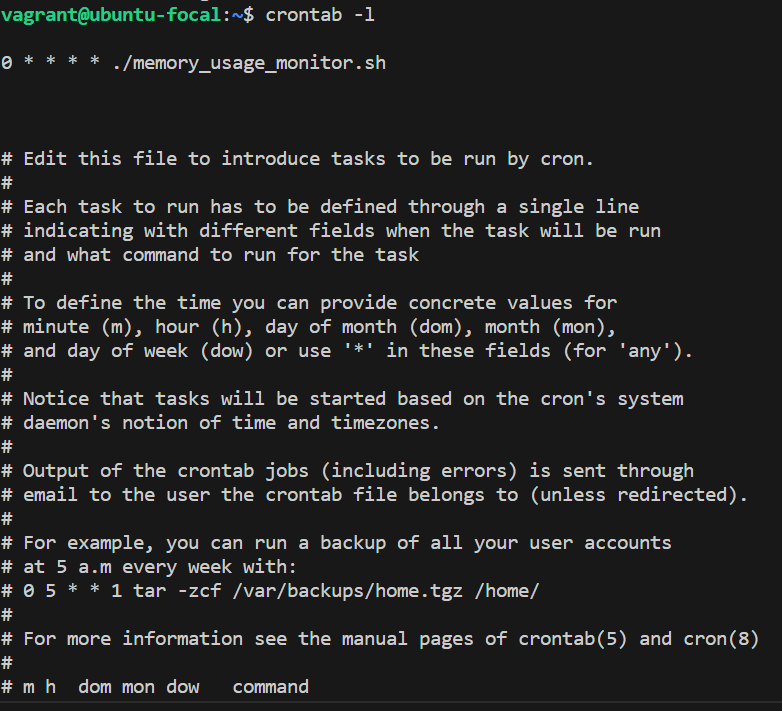 vagrant@ubuntu-focal:~$ crontab -l
0 * * * * ./memory_usage_monitor.sh
# Edit this file to introduce tasks to be run by cron.
#
# Each task to run has to be defined through a single line
# indicating with different fields when the task will be run
# and what command to run for the task
#
# To define the time you can provide concrete values for
# minute (m), hour (h), day of month (dom), month (mon),
# and day of week (dow) or use '*' in these fields (for 'any').
#
# Notice that tasks will be started based on the cron's system
# daemon's notion of time and timezones.
#
# Output of the crontab jobs (including errors) is sent through
# email to the user the crontab file belongs to (unless redirected).
#
# For example, you can run a backup of all your user accounts
# at 5 a.m every week with:
# 0 5 * * 1 tar -zcf /var/backups/home.tgz /home/
#
# For more information see the manual pages of crontab(5) and cron(8)
#
# m h  dom mon dow   command